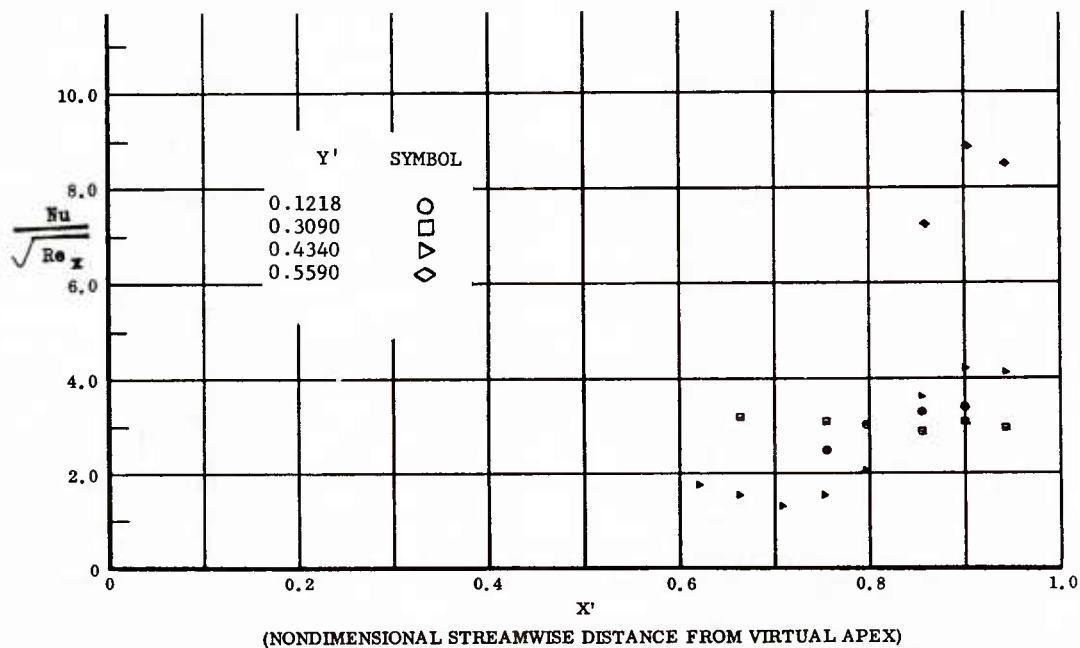 10.0
8.0
6.0
4.0
2.0
0
Nu
√Re x
Y' SYMBOL
0.1218 ○
0.3090 □
0.4340 ▷
0.5590 ◇
0 0.2 0.4 0.6 0.8 1.0
X'
(NONDIMENSIONAL STREAMWISE DISTANCE FROM VIRTUAL APEX)